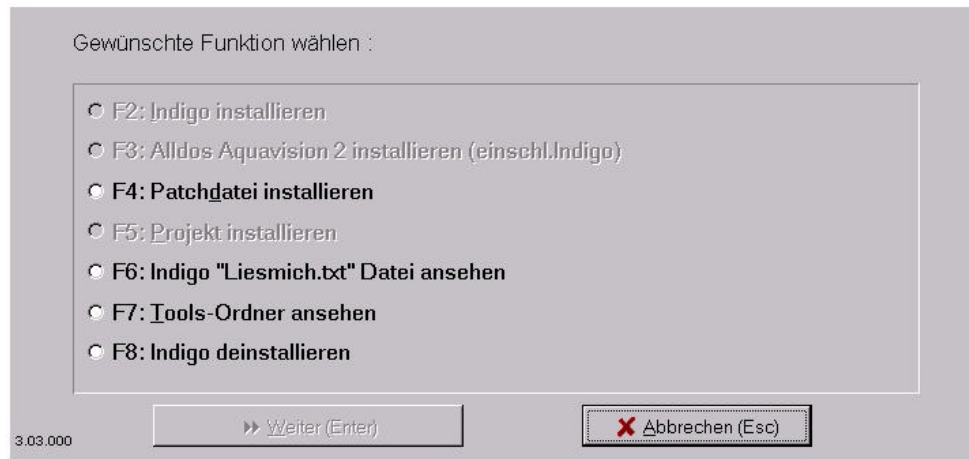 Gewünschte Funktion wählen :
F2: Indigo installieren
F3: Alldos Aquavision 2 installieren (einschl.Indigo)
F4: Patchdatei installieren
F5: Projekt installieren
F6: Indigo "Liesmich.txt" Datei ansehen
F7: Tools-Ordner ansehen
F8: Indigo deinstallieren
3.03.000
Weiter (Enter)
Abbrechen (Esc)